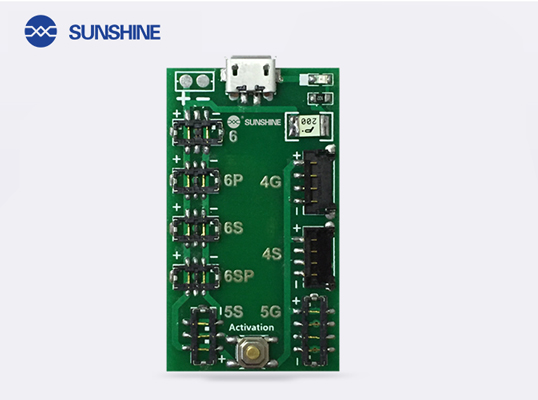 SUNSHINE
+ −
SUNSHINE
200
+ −
6
+ −
6P
4G
+
−
+ −
6S
+
4S
−
+ −
6SP
5S
5G
−
+
Activation
+
−